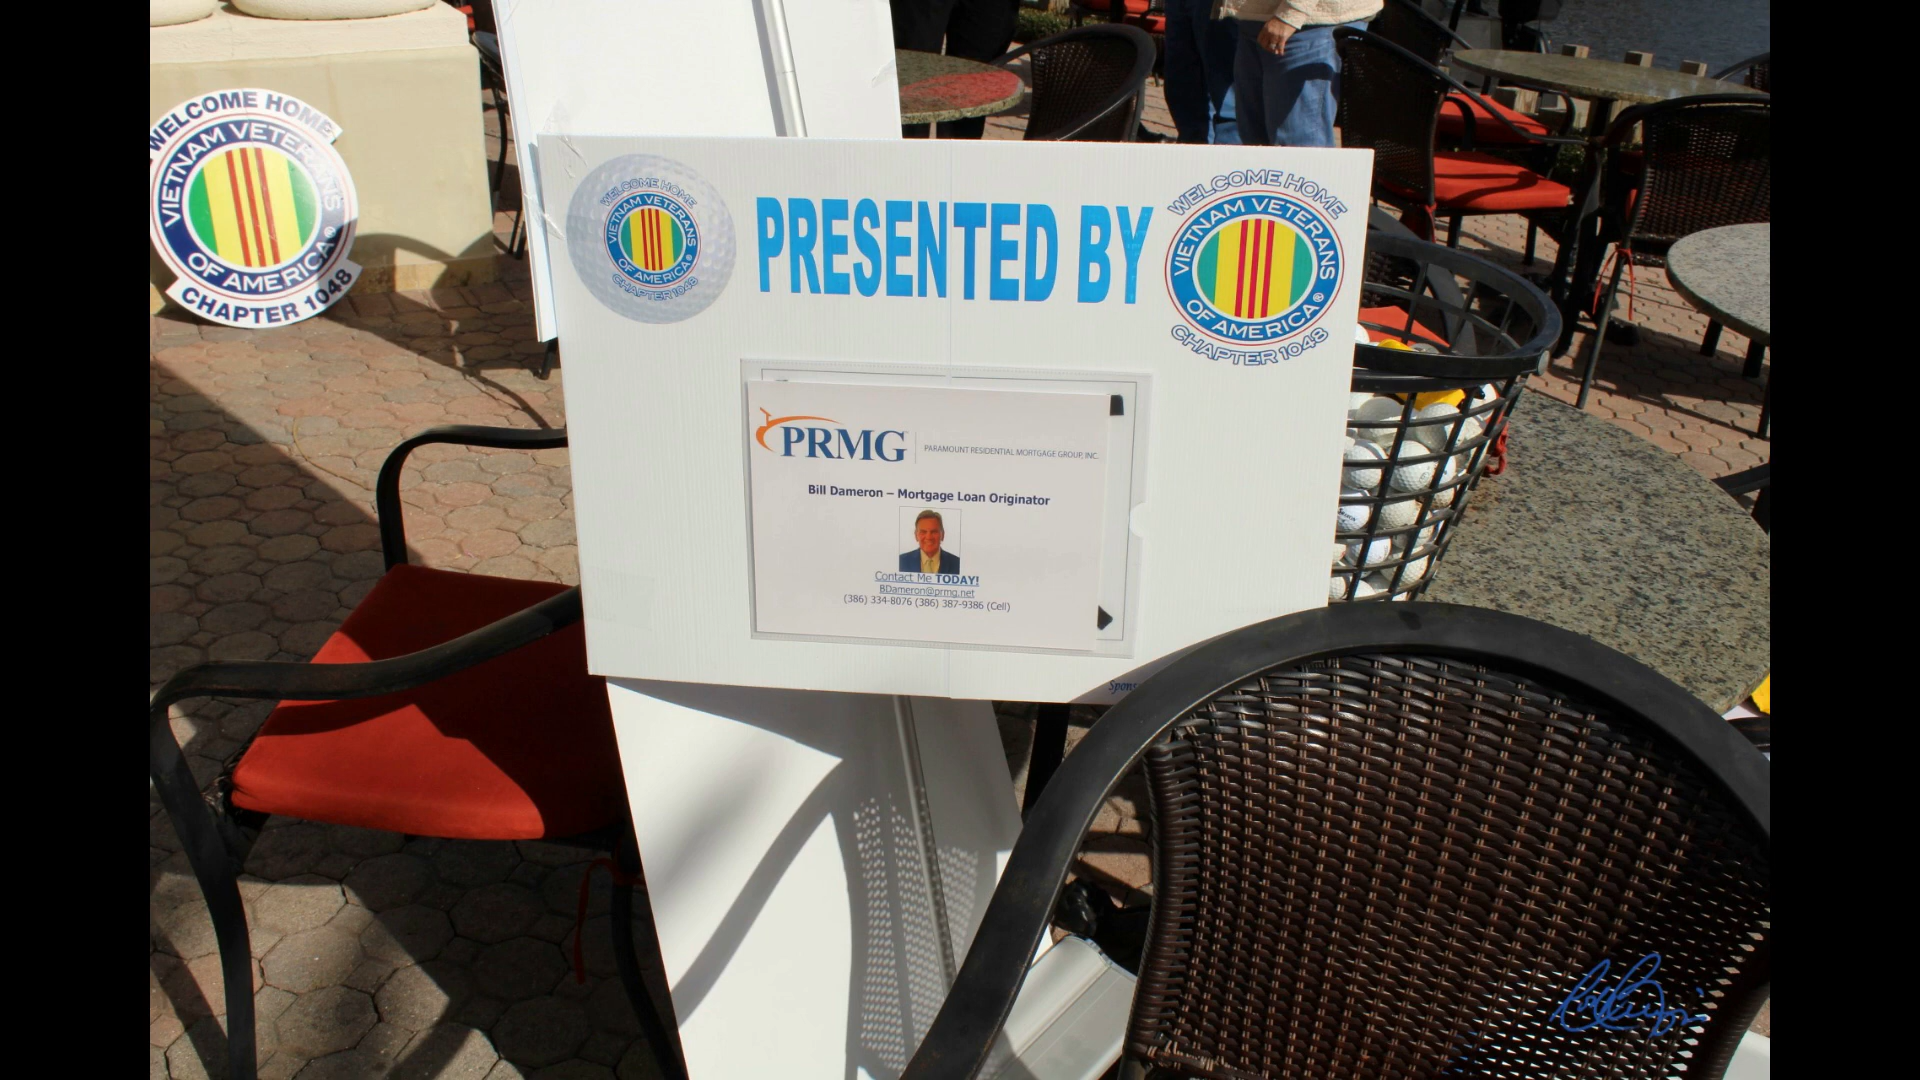 WELCOME HOME
VIETNAM VETERANS
OF AMERICA®
CHAPTER 1048
WELCOME HOME
VIETNAM VETERANS
OF AMERICA®
CHAPTER 1048
PRESENTED BY
WELCOME HOME
VIETNAM VETERANS
OF AMERICA®
CHAPTER 1048
PRMG
PARAMOUNT RESIDENTIAL MORTGAGE GROUP, INC.
Bill Dameron – Mortgage Loan Originator
Contact Me TODAY!
BDameron@prmg.net
(386) 334-8076 (386) 387-9386 (Cell)